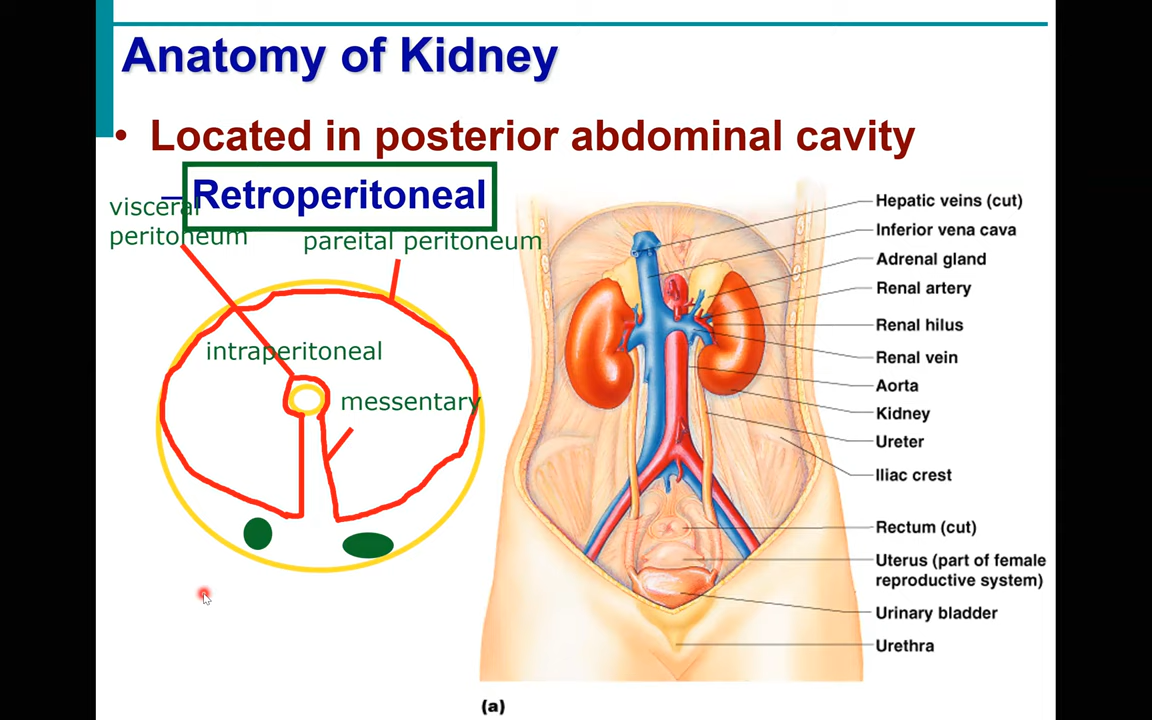 Anatomy of Kidney
• Located in posterior abdominal cavity
– Retroperitoneal
visceral
peritoneum
pareital peritoneum
intraperitoneal
messentary
Hepatic veins (cut)
Inferior vena cava
Adrenal gland
Renal artery
Renal hilus
Renal vein
Aorta
Kidney
Ureter
Iliac crest
Rectum (cut)
Uterus (part of female
reproductive system)
Urinary bladder
Urethra
(a)